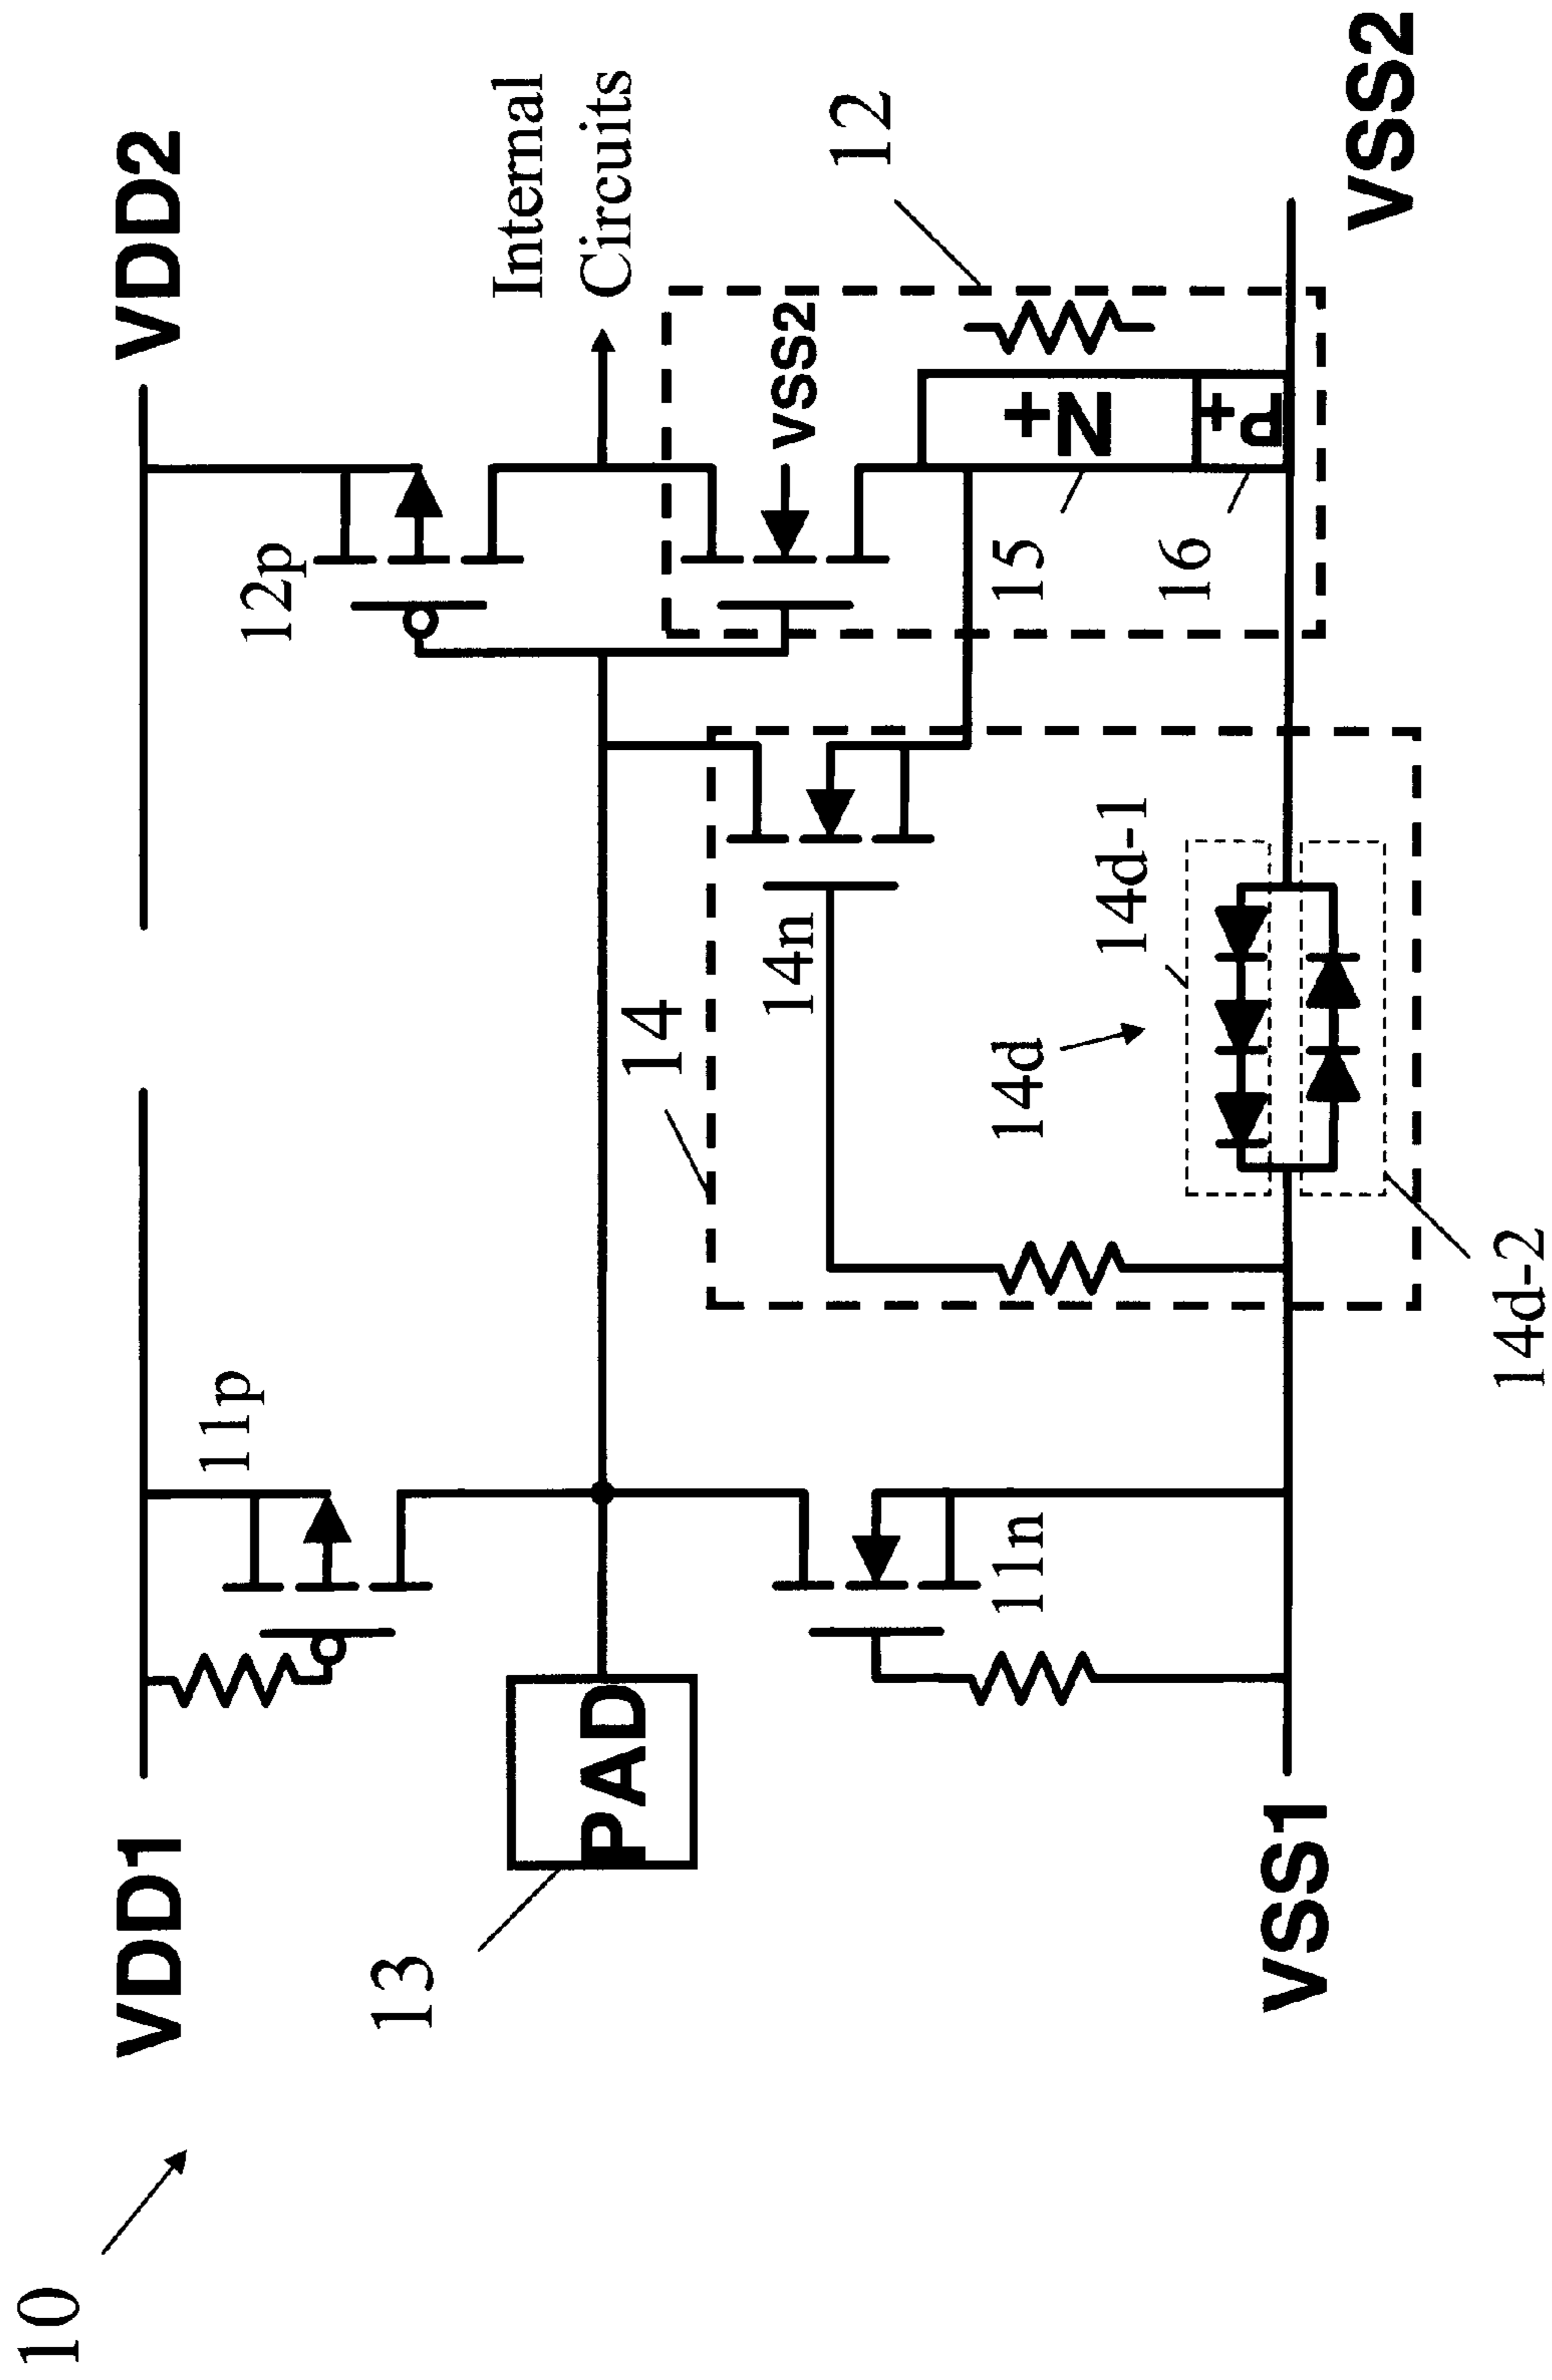 10
VDD1
VDD2
11p
12p
Internal
Circuits
13
PAD
14
12
VSS2
14n
11n
15
N+
14d
14d-1
16
P+
VSS1
VSS2
14d-2